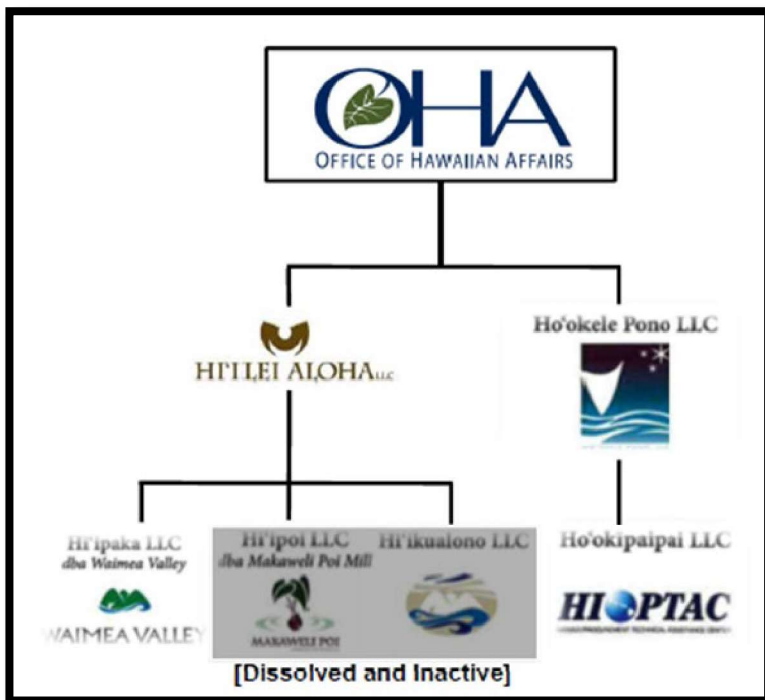 OHA
OFFICE OF HAWAIIAN AFFAIRS
HI'ILEI ALOHA LLC
Ho'okele Pono LLC
Hi'ipaka LLC
dba Waimea Valley
WAIMEA VALLEY
Hi'ipoi LLC
dba Makaweli Poi Mill
MAKAWELI POI
Hi'ikualono LLC
Ho'okipaipai LLC
HI PTAC
[Dissolved and Inactive]